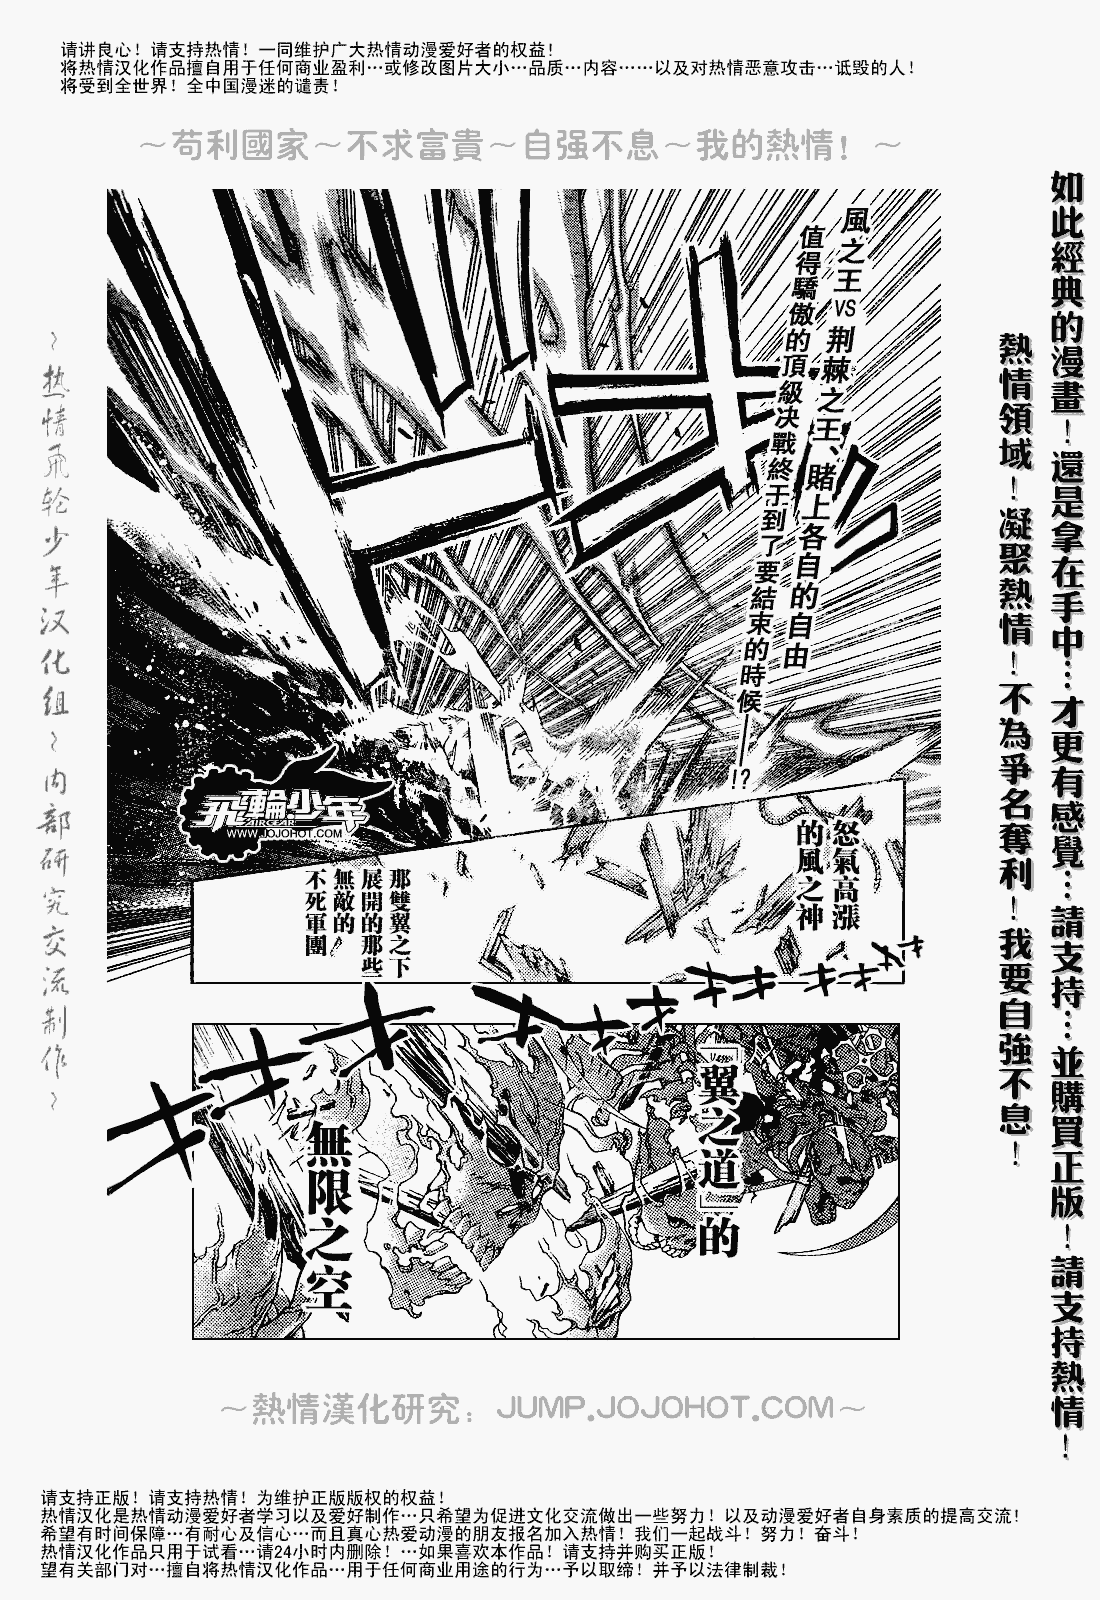 请讲良心！请支持热情！一同维护广大热情动漫爱好者的权益！
将热情汉化作品擅自用于任何商业盈利…或修改图片大小…品质…内容……以及对热情恶意攻击…诋毁的人！
将受到全世界！全中国漫迷的谴责！
～苟利國家～不求富貴～自强不息～我的熱情！～
如此經典的漫畫！還是拿在手中…才更有感覺…請支持…並購買正版！請支持熱情！
熱情領域！凝聚熱情！不為爭名奪利！我要自強不息！
風之王VS荆棘之王、賭上各自的自由
值得驕傲的頂級决戰終于到了要結束的時候——!?
飛輪少年
AIRGEAR
WWW.JOJOHOT.COM
怒氣高漲
的風之神
那雙翼之下
展開的那些
無敵的
不死軍團
「翼之道」的
無限之空
～热情飛轮少年汉化组～内部研究交流制作～
～熱情漢化研究：JUMP.JOJOHOT.COM～
请支持正版！请支持热情！为维护正版版权的权益！
热情汉化是热情动漫爱好者学习以及爱好制作…只希望为促进文化交流做出一些努力！以及动漫爱好者自身素质的提高交流！
希望有时间保障…有耐心及信心…而且真心热爱动漫的朋友报名加入热情！我们一起战斗！努力！奋斗！
热情汉化作品只用于试看…请24小时内删除！…如果喜欢本作品！请支持并购买正版！
望有关部门对…擅自将热情汉化作品…用于任何商业用途的行为…予以取缔！并予以法律制裁！